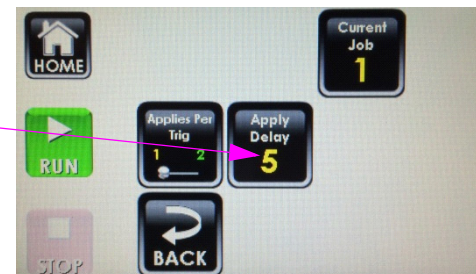 Current
Job
1
HOME
RUN
Applies Per
Trig
1 2
Apply
Delay
5
STOP
BACK